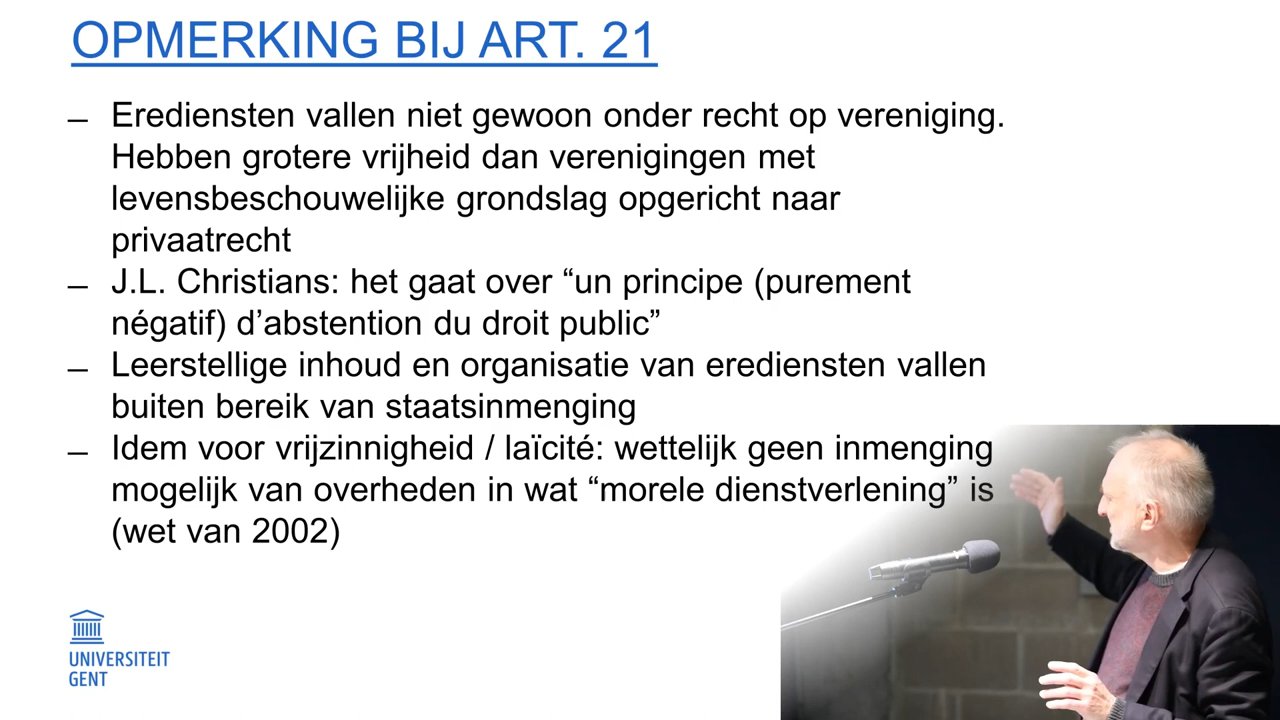 OPMERKING BIJ ART. 21
– Erediensten vallen niet gewoon onder recht op vereniging.
Hebben grotere vrijheid dan verenigingen met
levensbeschouwelijke grondslag opgericht naar
privaatrecht
– J.L. Christians: het gaat over “un principe (purement
négatif) d’abstention du droit public”
– Leerstellige inhoud en organisatie van erediensten vallen
buiten bereik van staatsinmenging
– Idem voor vrijzinnigheid / laïcité: wettelijk geen inmenging
mogelijk van overheden in wat “morele dienstverlening” is
(wet van 2002)
UNIVERSITEIT
GENT